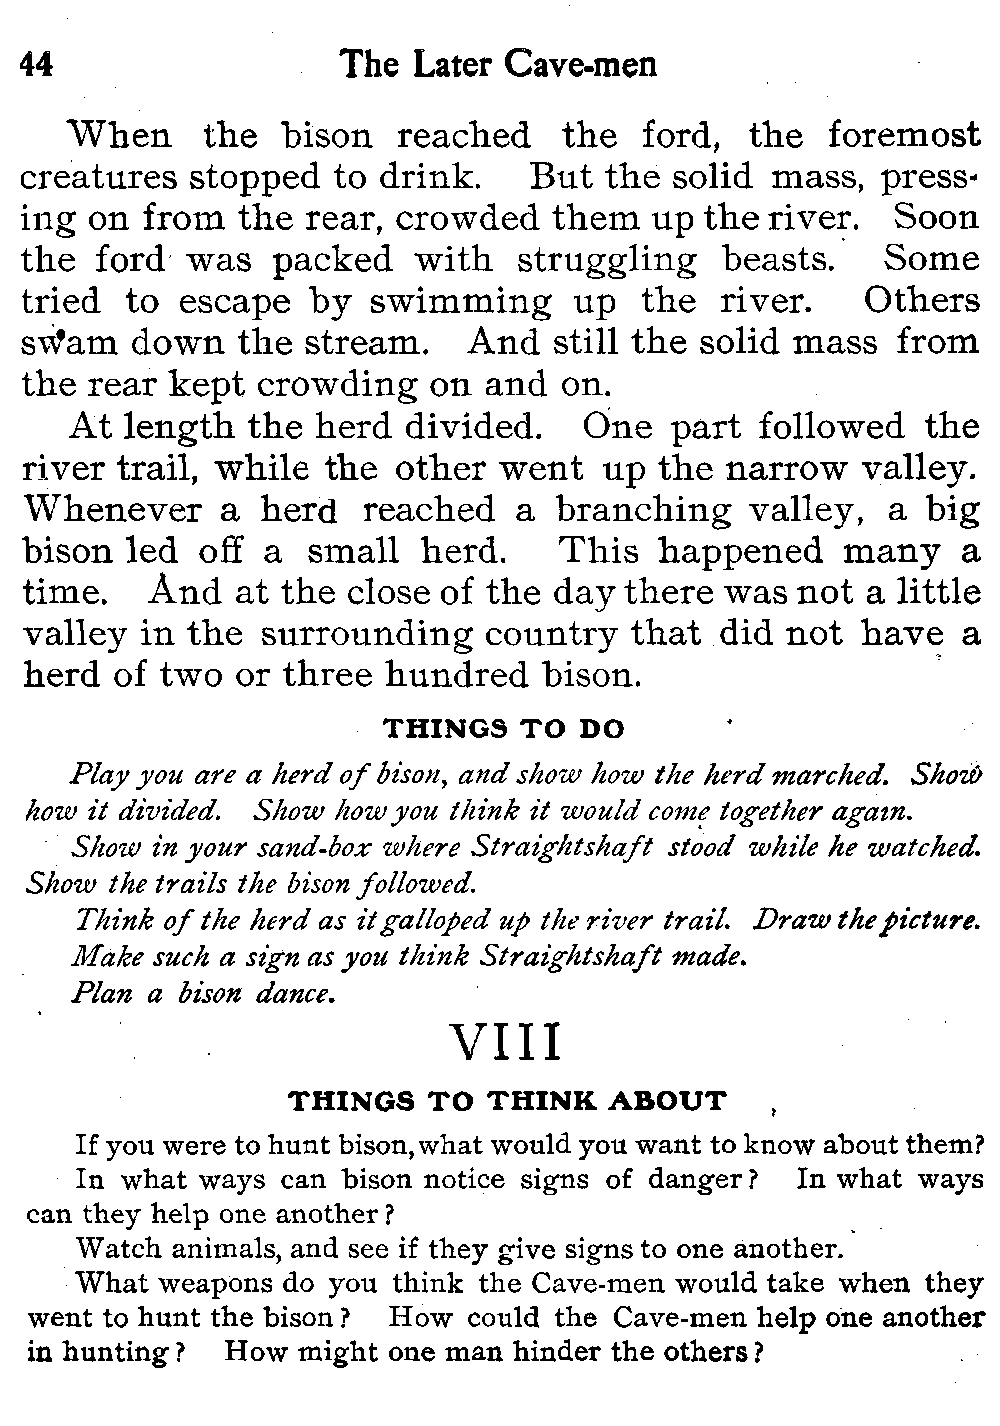 44 The Later Cave-men
When the bison reached the ford, the foremost
creatures stopped to drink. But the solid mass, press-
ing on from the rear, crowded them up the river. Soon
the ford was packed with struggling beasts. Some
tried to escape by swimming up the river. Others
swam down the stream. And still the solid mass from
the rear kept crowding on and on.
At length the herd divided. One part followed the
river trail, while the other went up the narrow valley.
Whenever a herd reached a branching valley, a big
bison led off a small herd. This happened many a
time. And at the close of the day there was not a little
valley in the surrounding country that did not have a
herd of two or three hundred bison.
THINGS TO DO
Play you are a herd of bison, and show how the herd marched. Show
how it divided. Show how you think it would come together again.
Show in your sand-box where Straightshaft stood while he watched.
Show the trails the bison followed.
Think of the herd as it galloped up the river trail. Draw the picture.
Make such a sign as you think Straightshaft made.
Plan a bison dance.
VIII
THINGS TO THINK ABOUT
If you were to hunt bison, what would you want to know about them?
In what ways can bison notice signs of danger? In what ways
can they help one another?
Watch animals, and see if they give signs to one another.
What weapons do you think the Cave-men would take when they
went to hunt the bison? How could the Cave-men help one another
in hunting? How might one man hinder the others?